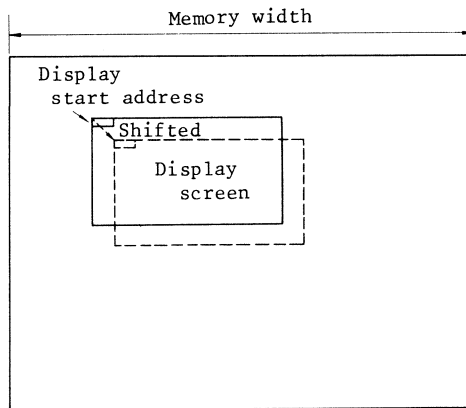 Memory width
Display
start address
Shifted
Display
screen